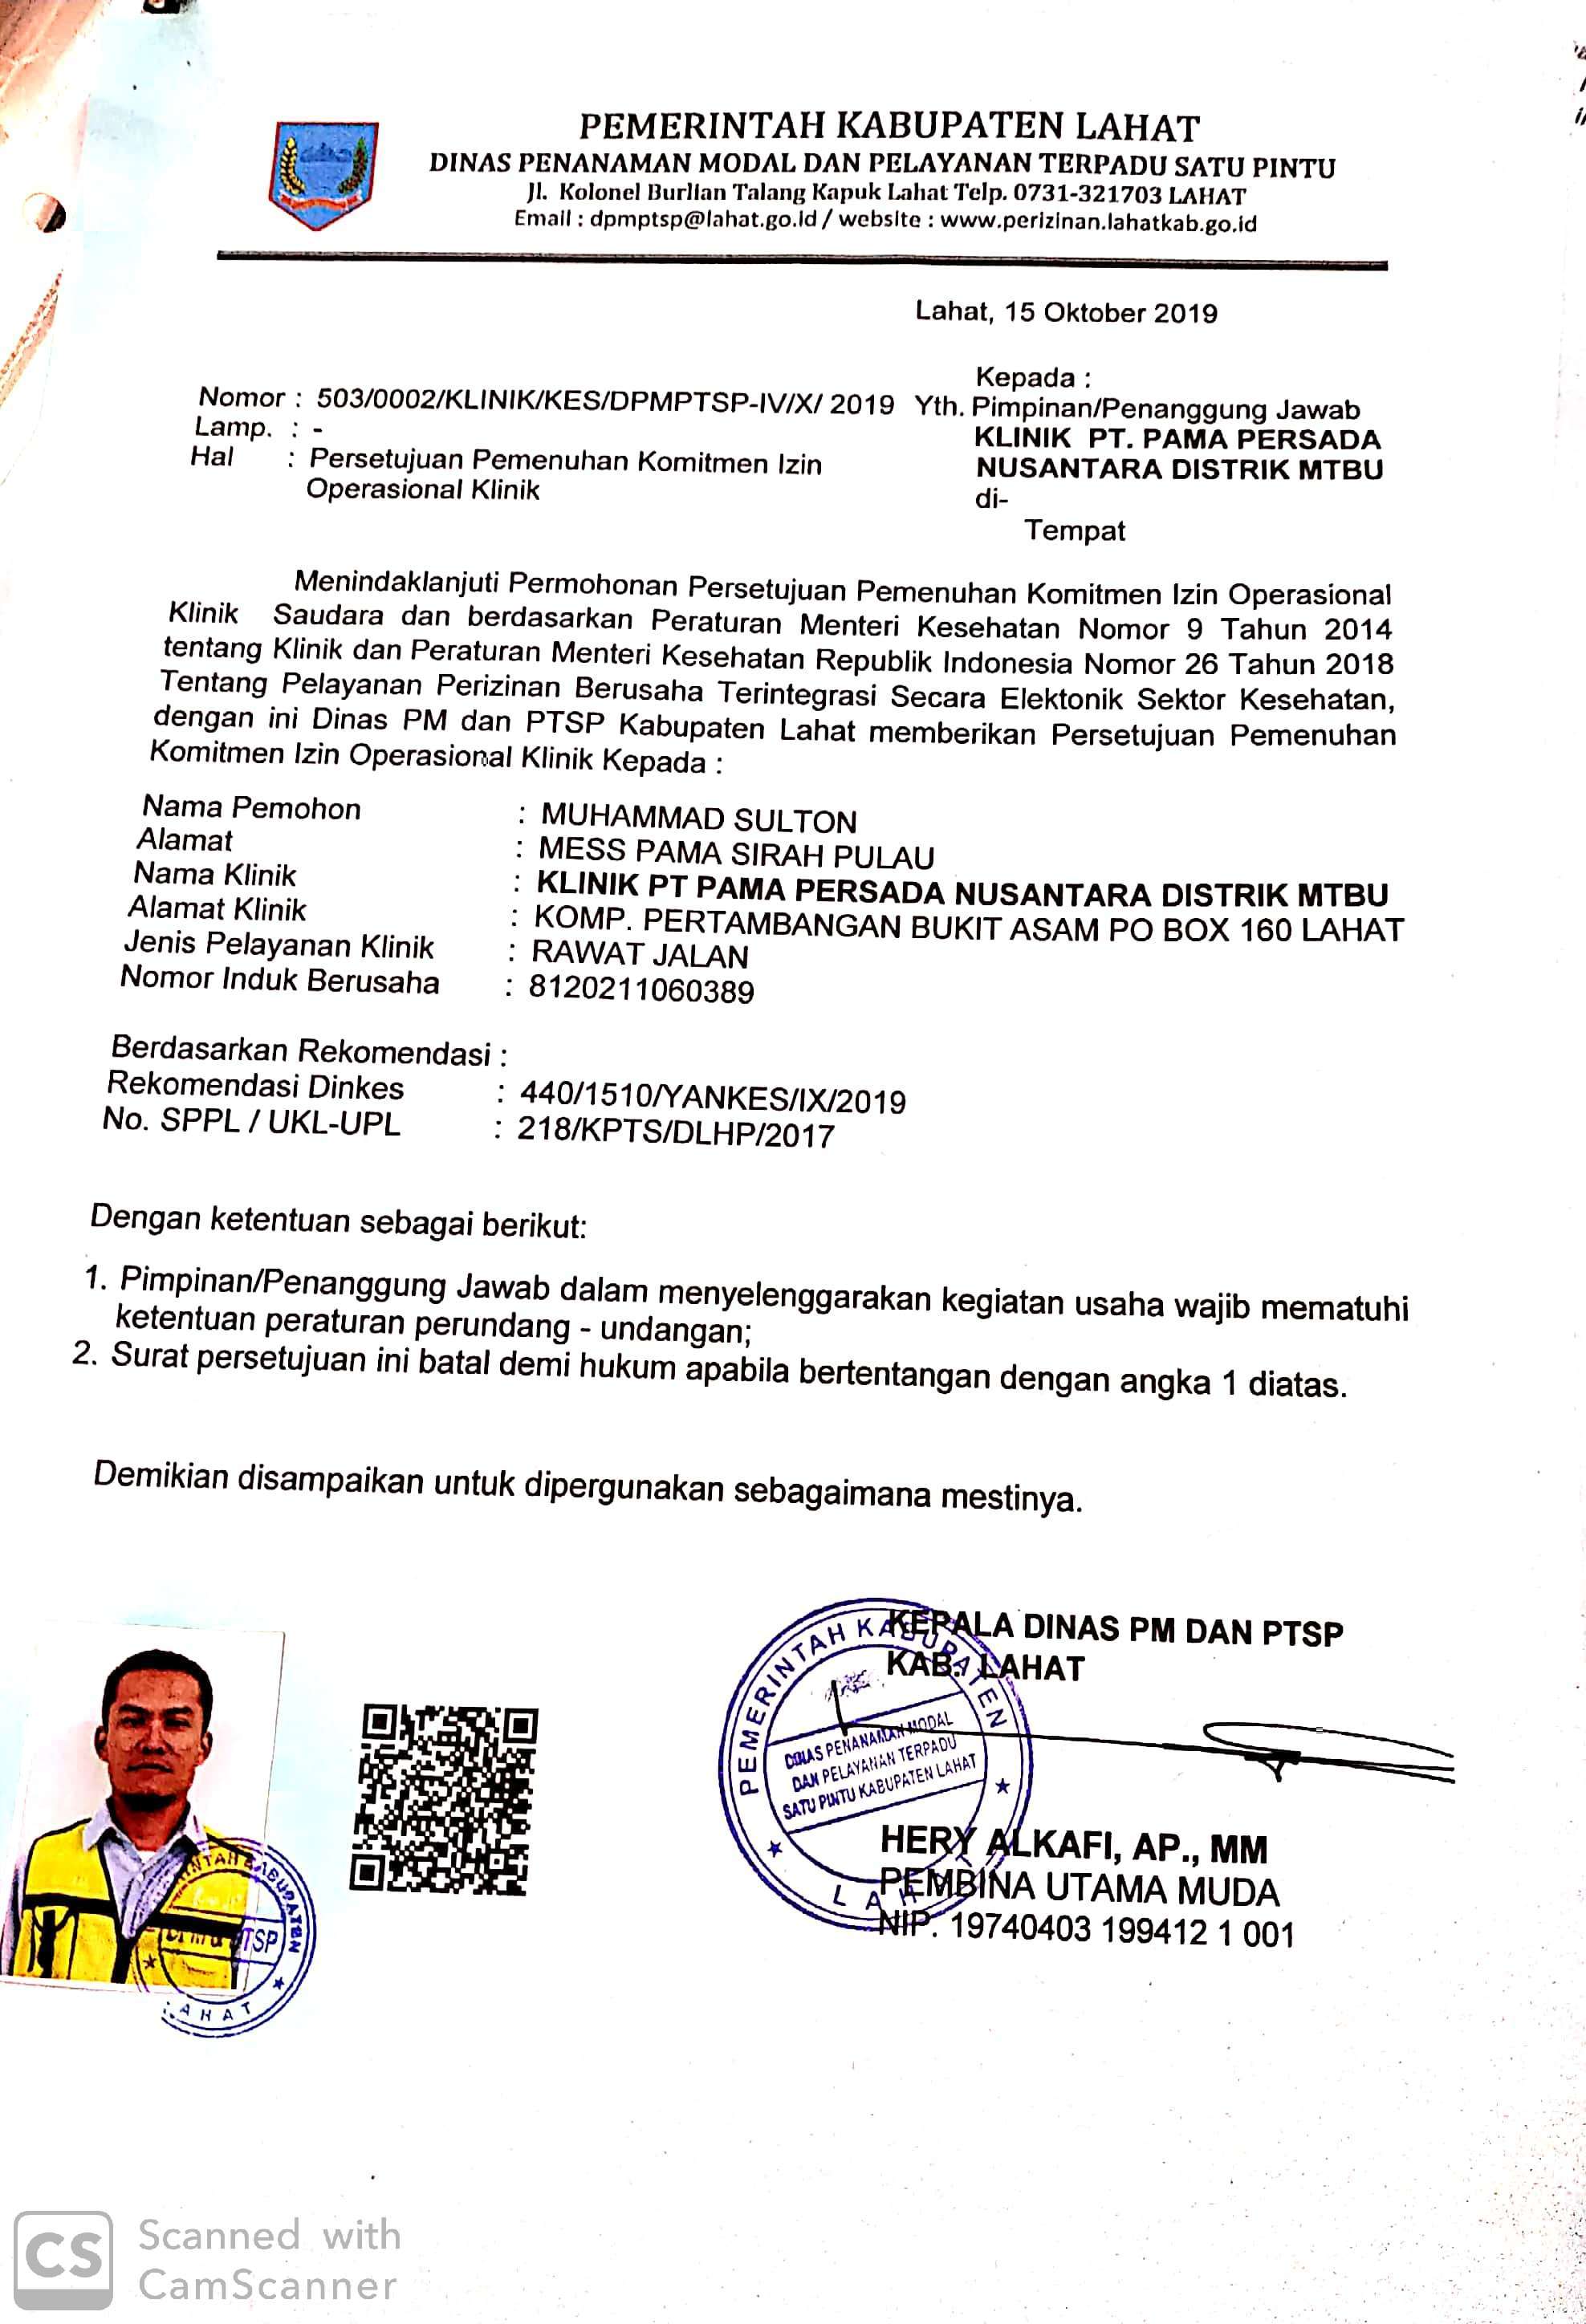 PEMERINTAH KABUPATEN LAHAT
DINAS PENANAMAN MODAL DAN PELAYANAN TERPADU SATU PINTU
Jl. Kolonel Burlian Talang Kapuk Lahat Telp. 0731-321703 LAHAT
Email : dpmptsp@lahat.go.id / website : www.perizinan.lahatkab.go.id
Lahat, 15 Oktober 2019
Kepada :
Nomor : 503/0002/KLINIK/KES/DPMPTSP-IV/X/ 2019 Yth. Pimpinan/Penanggung Jawab
Lamp. : - KLINIK PT. PAMA PERSADA
Hal : Persetujuan Pemenuhan Komitmen Izin NUSANTARA DISTRIK MTBU
Operasional Klinik di-
Tempat
Menindaklanjuti Permohonan Persetujuan Pemenuhan Komitmen Izin Operasional
Klinik Saudara dan berdasarkan Peraturan Menteri Kesehatan Nomor 9 Tahun 2014
tentang Klinik dan Peraturan Menteri Kesehatan Republik Indonesia Nomor 26 Tahun 2018
Tentang Pelayanan Perizinan Berusaha Terintegrasi Secara Elektonik Sektor Kesehatan,
dengan ini Dinas PM dan PTSP Kabupaten Lahat memberikan Persetujuan Pemenuhan
Komitmen Izin Operasional Klinik Kepada :
Nama Pemohon : MUHAMMAD SULTON
Alamat : MESS PAMA SIRAH PULAU
Nama Klinik : KLINIK PT PAMA PERSADA NUSANTARA DISTRIK MTBU
Alamat Klinik : KOMP. PERTAMBANGAN BUKIT ASAM PO BOX 160 LAHAT
Jenis Pelayanan Klinik : RAWAT JALAN
Nomor Induk Berusaha : 8120211060389
Berdasarkan Rekomendasi :
Rekomendasi Dinkes : 440/1510/YANKES/IX/2019
No. SPPL / UKL-UPL : 218/KPTS/DLHP/2017
Dengan ketentuan sebagai berikut:
1. Pimpinan/Penanggung Jawab dalam menyelenggarakan kegiatan usaha wajib mematuhi
ketentuan peraturan perundang - undangan;
2. Surat persetujuan ini batal demi hukum apabila bertentangan dengan angka 1 diatas.
Demikian disampaikan untuk dipergunakan sebagaimana mestinya.
KEPALA DINAS PM DAN PTSP
KAB. LAHAT
PEMERINTAH KABUPATEN
DINAS PENANAMAN MODAL
DAN PELAYANAN TERPADU
SATU PINTU KABUPATEN LAHAT
LAHAT
HERY ALKAFI, AP., MM
PEMBINA UTAMA MUDA
NIP. 19740403 199412 1 001
KABUPATEN
LAHAT
CS Scanned with
CamScanner